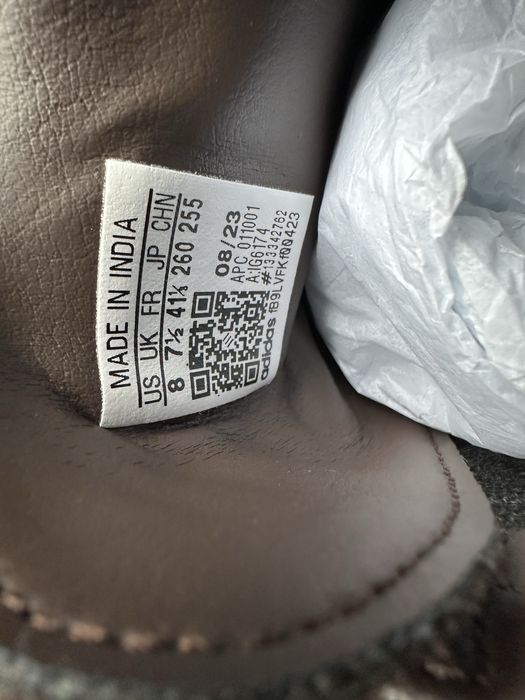 MADE IN INDIA
US UK FR JP CHN
8 7½ 41⅓ 260 255
08/23
APC 011001
A:IG6174
#133342762
adidas fB9LVFKf00423